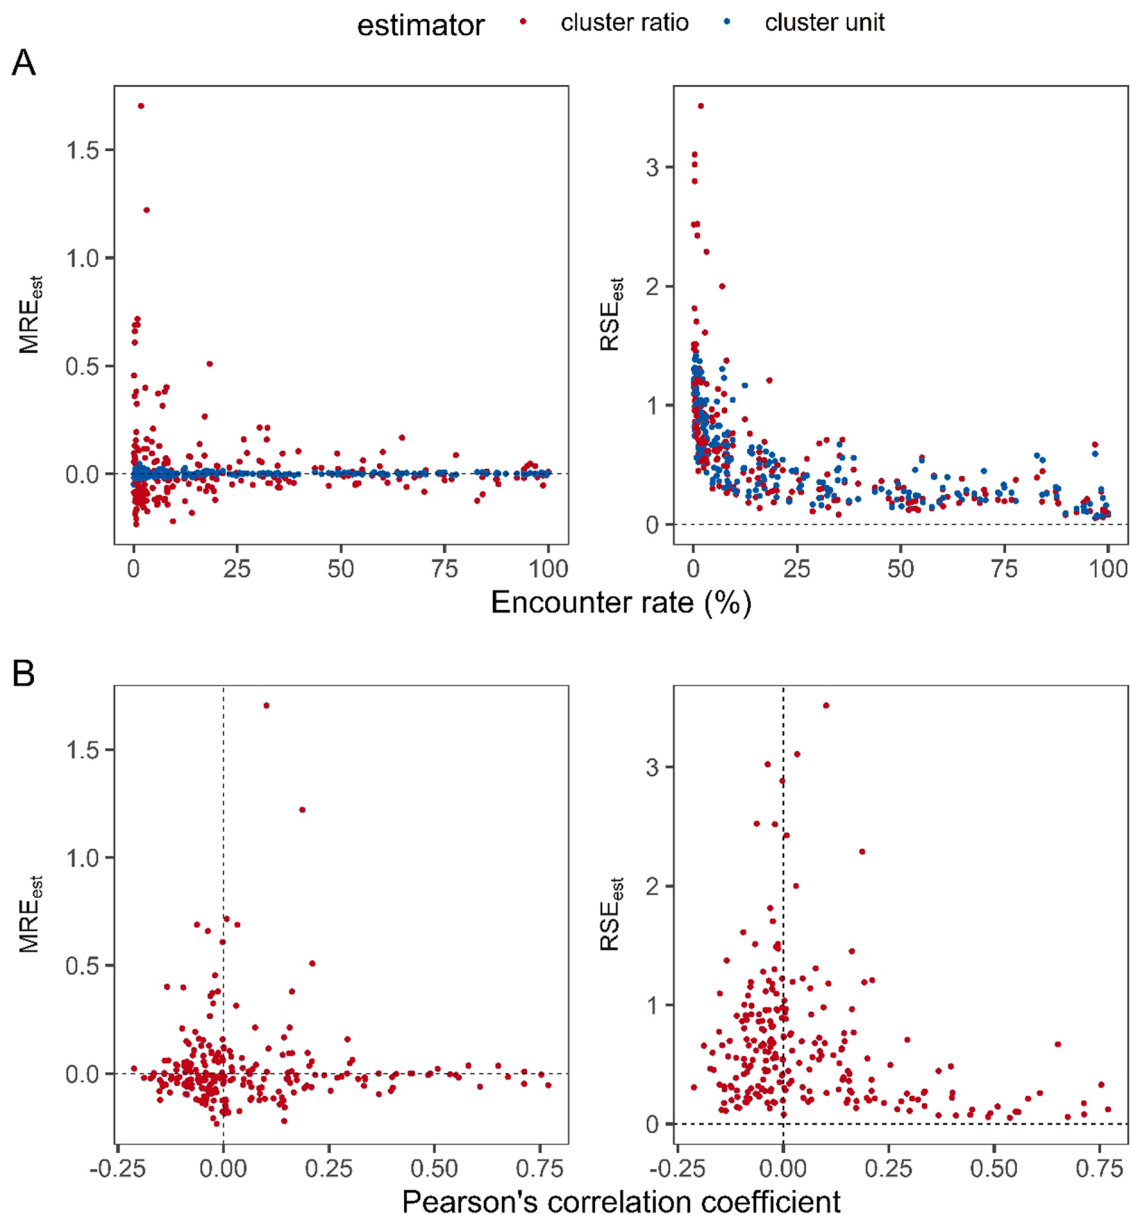 estimator cluster ratio cluster unit
A
MREest
1.5
1.0
0.5
0.0
0 25 50 75 100
RSEest
3
2
1
0
0 25 50 75 100
Encounter rate (%)
B
MREest
1.5
1.0
0.5
0.0
-0.25 0.00 0.25 0.50 0.75
RSEest
3
2
1
0
-0.25 0.00 0.25 0.50 0.75
Pearson's correlation coefficient